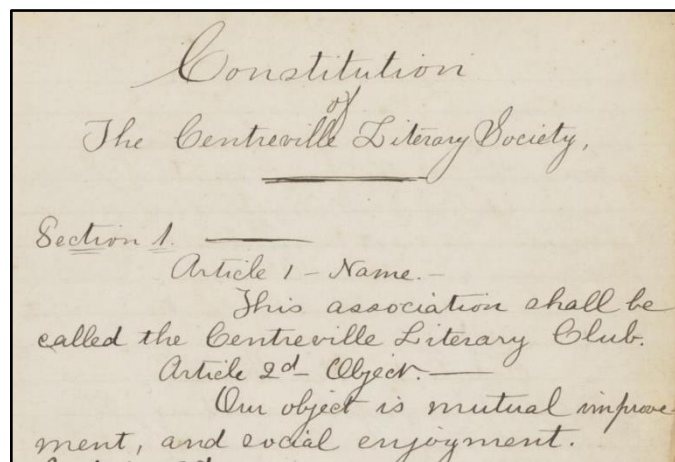 Constitution
of
The Centreville Literary Society,
Section 1. ———
Article 1 – Name. –
This association shall be
called the Centreville Literary Club.
Article 2d – Object. ——
Our object is mutual improve-
ment, and social enjoyment.